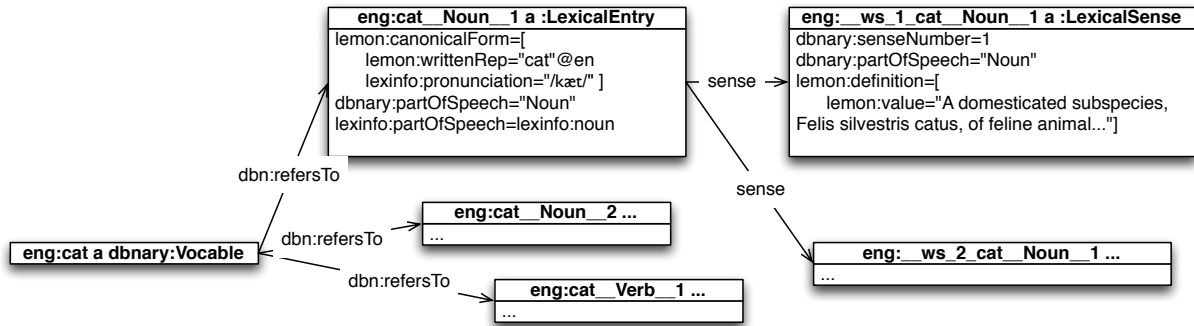 eng:cat__Noun__1 a :LexicalEntry
lemon:canonicalForm=[
lemon:writtenRep="cat"@en
lexinfo:pronunciation="/kæt/" ]
dbnary:partOfSpeech="Noun"
lexinfo:partOfSpeech=lexinfo:noun
sense
eng:__ws_1_cat__Noun__1 a :LexicalSense
dbnary:senseNumber=1
dbnary:partOfSpeech="Noun"
lemon:definition=[
lemon:value="A domesticated subspecies,
Felis silvestris catus, of feline animal..."]
dbn:refersTo
sense
eng:cat__Noun__2 ...
...
dbn:refersTo
eng:cat a dbnary:Vocable
eng:__ws_2_cat__Noun__1 ...
...
dbn:refersTo
eng:cat__Verb__1 ...
...